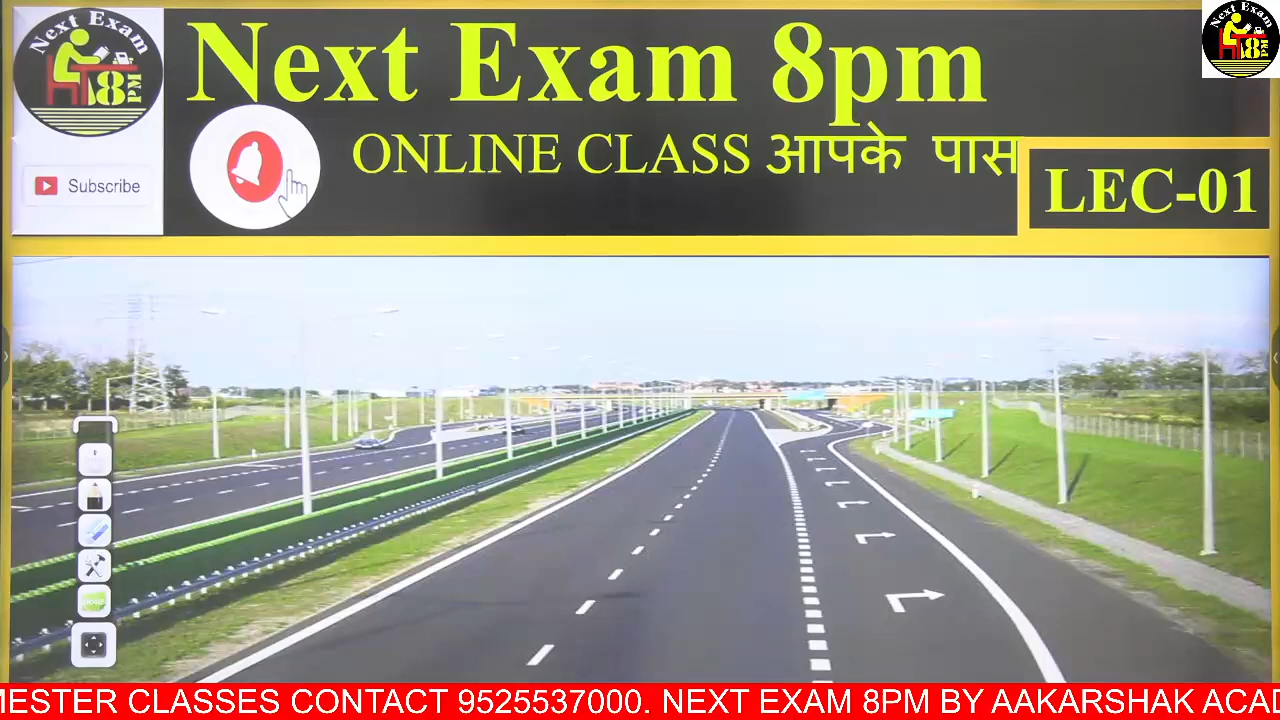 Next Exam
8PM
Next Exam 8pm
Next Exam
8PM
ONLINE CLASS आपके पास
Subscribe
LEC-01
MESTER CLASSES CONTACT 9525537000. NEXT EXAM 8PM BY AAKARSHAK ACAD